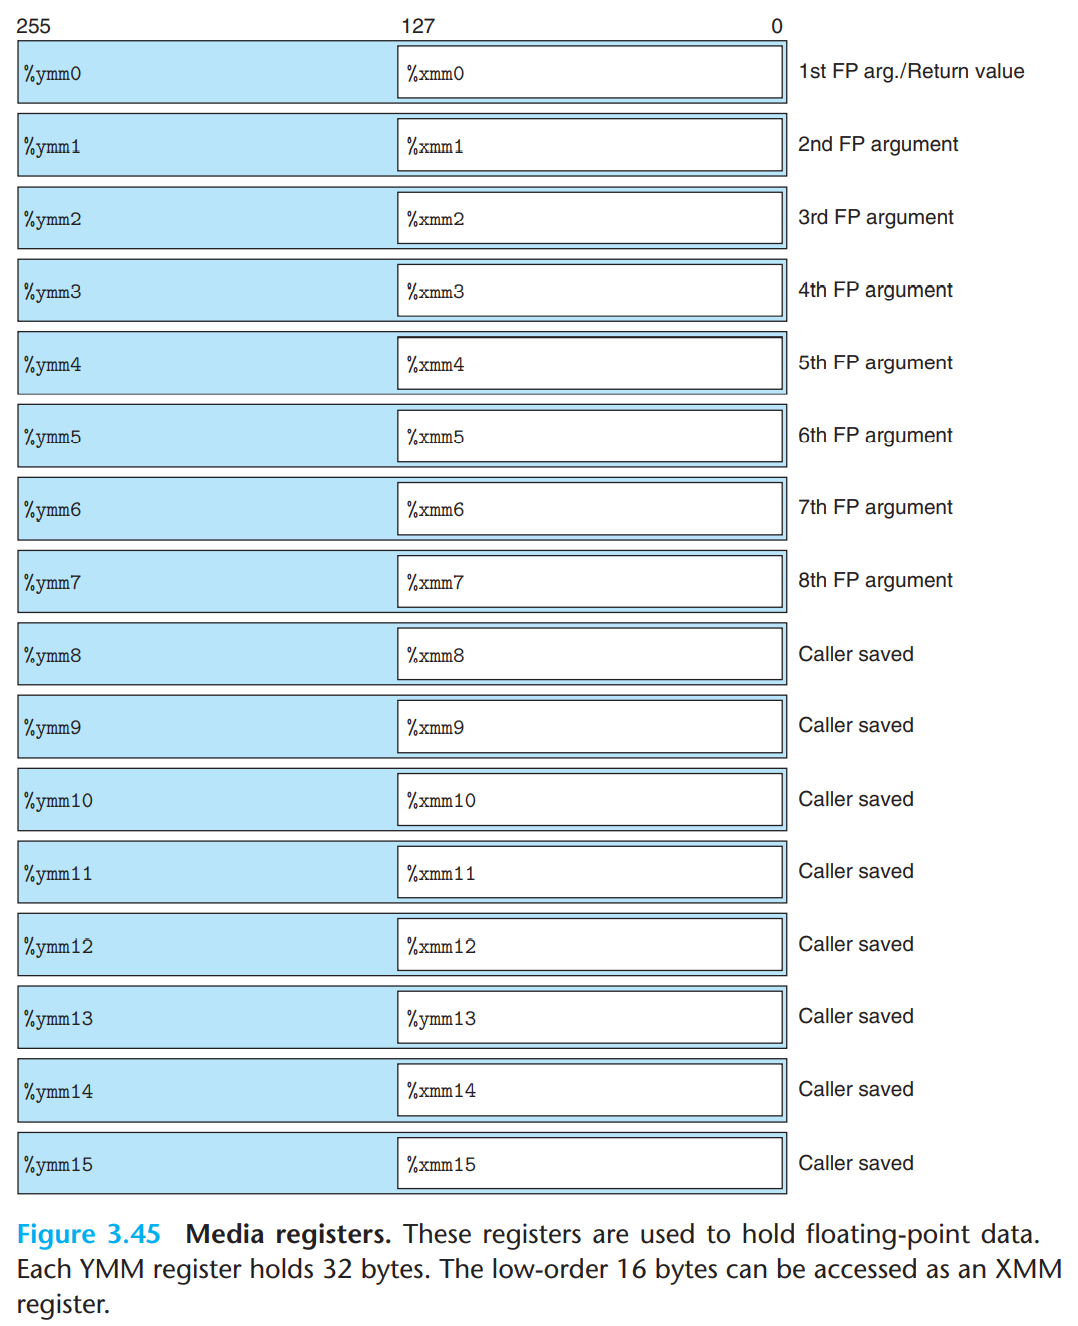 255 127 0
%ymm0 %xmm0 1st FP arg./Return value
%ymm1 %xmm1 2nd FP argument
%ymm2 %xmm2 3rd FP argument
%ymm3 %xmm3 4th FP argument
%ymm4 %xmm4 5th FP argument
%ymm5 %xmm5 6th FP argument
%ymm6 %xmm6 7th FP argument
%ymm7 %xmm7 8th FP argument
%ymm8 %xmm8 Caller saved
%ymm9 %xmm9 Caller saved
%ymm10 %xmm10 Caller saved
%ymm11 %xmm11 Caller saved
%ymm12 %xmm12 Caller saved
%ymm13 %ymm13 Caller saved
%ymm14 %xmm14 Caller saved
%ymm15 %xmm15 Caller saved
Figure 3.45 Media registers. These registers are used to hold floating-point data.
Each YMM register holds 32 bytes. The low-order 16 bytes can be accessed as an XMM
register.